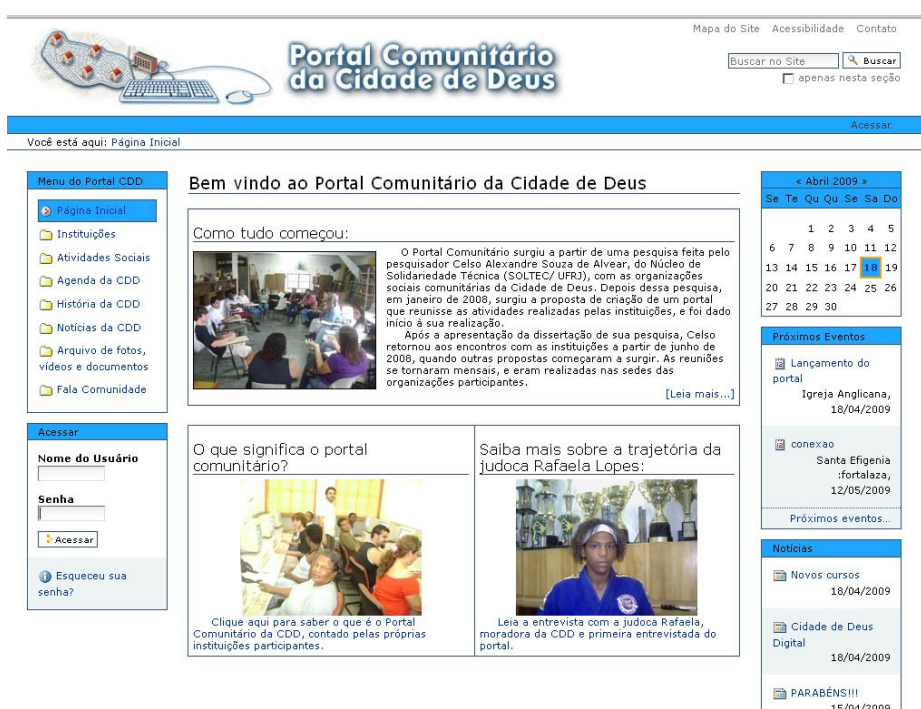 Mapa do Site Acessibilidade Contato
Portal Comunitário
da Cidade de Deus
Buscar no Site
Buscar
apenas nesta seção
Acessar
Você está aqui: Página Inicial
Menu do Portal CDD
Página Inicial
Instituições
Atividades Sociais
Agenda da CDD
História da CDD
Notícias da CDD
Arquivo de fotos,
vídeos e documentos
Fala Comunidade
Acessar
Nome do Usuário
Senha
Acessar
Esqueceu sua
senha?
Bem vindo ao Portal Comunitário da Cidade de Deus
Como tudo começou:
O Portal Comunitário surgiu a partir de uma pesquisa feita pelo
pesquisador Celso Alexandre Souza de Alvear, do Núcleo de
Solidariedade Técnica (SOLTEC/ UFRJ), com as organizações
sociais comunitárias da Cidade de Deus. Depois dessa pesquisa,
em janeiro de 2008, surgiu a proposta de criação de um portal
que reunisse as atividades realizadas pelas instituições, e foi dado
início à sua realização.
Após a apresentação da dissertação de sua pesquisa, Celso
retornou aos encontros com as instituições a partir de junho de
2008, quando outras propostas começaram a surgir. As reuniões
se tornaram mensais, e eram realizadas nas sedes das
organizações participantes.
[Leia mais...]
O que significa o portal
comunitário?
Clique aqui para saber o que é o Portal
Comunitário da CDD, contado pelas próprias
instituições participantes.
Saiba mais sobre a trajetória da
judoca Rafaela Lopes:
Leia a entrevista com a judoca Rafaela,
moradora da CDD e primeira entrevistada do
portal.
« Abril 2009 »
Se Te Qu Qu Se Sa Do
1 2 3 4 5
6 7 8 9 10 11 12
13 14 15 16 17 18 19
20 21 22 23 24 25 26
27 28 29 30
Próximos Eventos
Lançamento do
portal
Igreja Anglicana,
18/04/2009
conexao
Santa Efigenia
:fortalaza,
12/05/2009
Próximos eventos...
Notícias
Novos cursos
18/04/2009
Cidade de Deus
Digital
18/04/2009
PARABÉNS!!!
15/04/2009